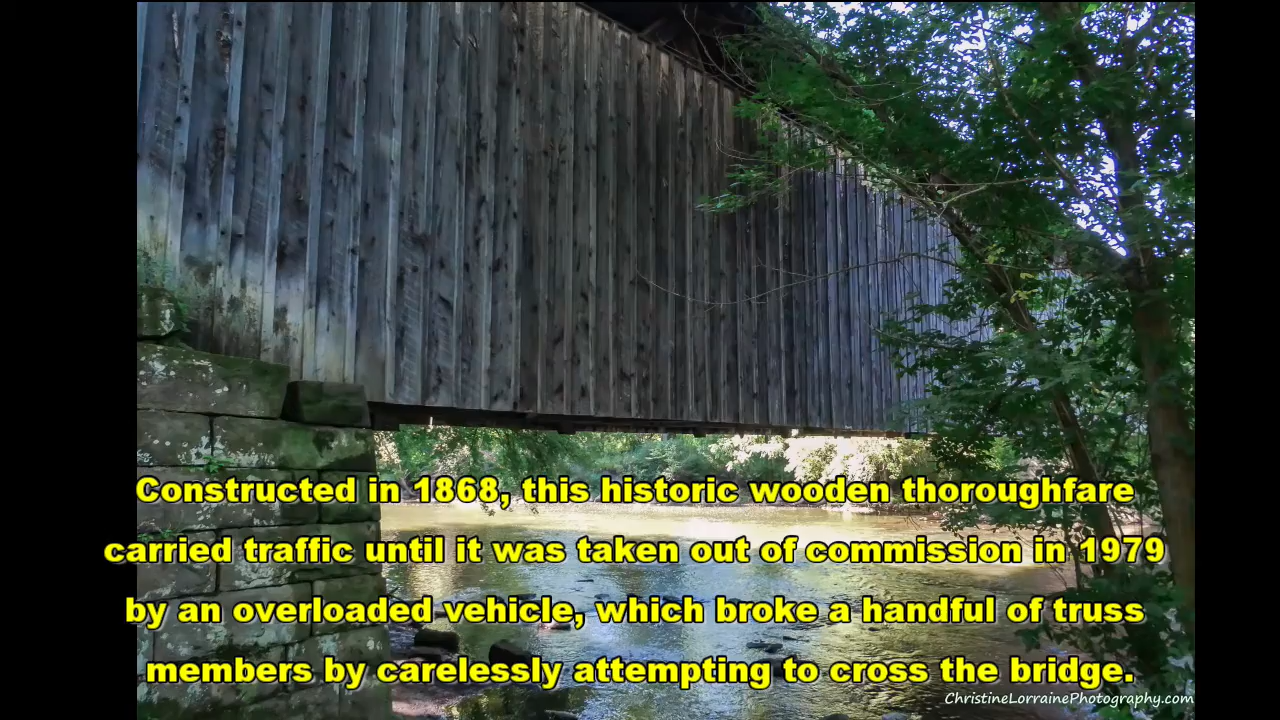 Constructed in 1868, this historic wooden thoroughfare
carried traffic until it was taken out of commission in 1979
by an overloaded vehicle, which broke a handful of truss
members by carelessly attempting to cross the bridge.
ChristineLorrainePhotography.com